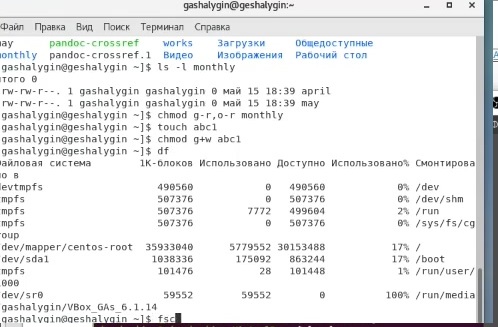 gashalygin@geshalygin:~
Файл Правка Вид Поиск Терминал Справка
may pandoc-crossref works Загрузки Общедоступные
monthly pandoc-crossref.1 Видео Изображения Рабочий стол
[gashalygin@geshalygin ~]$ ls -l monthly
итого 0
-rw-rw-r--. 1 gashalygin gashalygin 0 май 15 18:39 april
-rw-rw-r--. 1 gashalygin gashalygin 0 май 15 18:39 may
[gashalygin@geshalygin ~]$ chmod g-r,o-r monthly
[gashalygin@geshalygin ~]$ touch abc1
[gashalygin@geshalygin ~]$ chmod g+w abc1
[gashalygin@geshalygin ~]$ df
Файловая система 1K-блоков Использовано Доступно Использовано% Смонтирова
но в
devtmpfs 490560 0 490560 0% /dev
tmpfs 507376 0 507376 0% /dev/shm
tmpfs 507376 7772 499604 2% /run
tmpfs 507376 0 507376 0% /sys/fs/cg
roup
/dev/mapper/centos-root 35933040 5779552 30153488 17% /
/dev/sda1 1038336 175092 863244 17% /boot
tmpfs 101476 28 101448 1% /run/user/
1000
/dev/sr0 59552 59552 0 100% /run/media
/gashalygin/VBox_GAs_6.1.14
[gashalygin@geshalygin ~]$ fsc